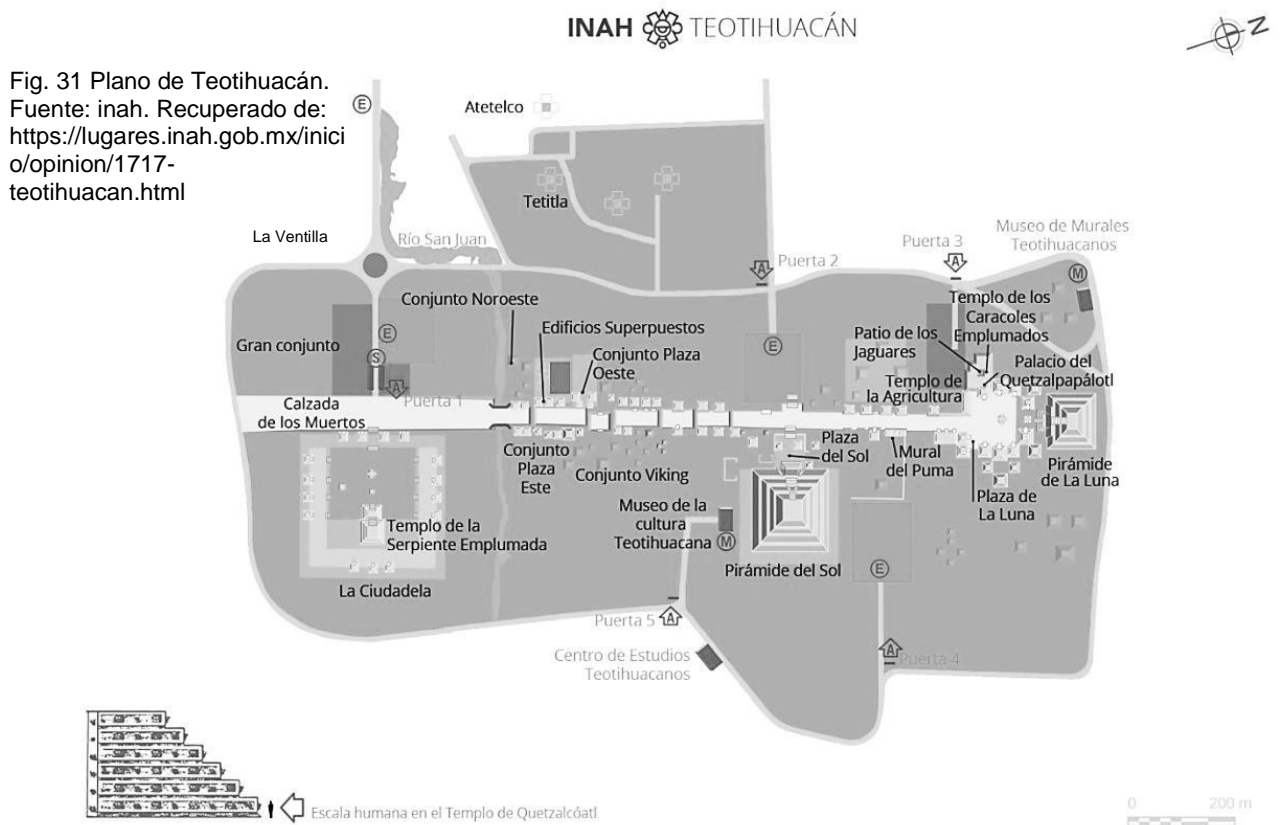 INAH TEOTIHUACÁN
Z
Fig. 31 Plano de Teotihuacán.
Fuente: inah. Recuperado de:
https://lugares.inah.gob.mx/inici
o/opinion/1717-
teotihuacan.html
E
Atetelco
Tetitla
La Ventilla
Río San Juan
Puerta 2
A
Puerta 3
A
Museo de Murales
Teotihuacanos
M
Conjunto Noroeste
Edificios Superpuestos
Conjunto Plaza
Oeste
Gran conjunto
E
S
A
Puerta 1
E
Patio de los
Jaguares
Templo de los
Caracoles
Emplumados
Palacio del
Quetzalpapálotl
Templo de
la Agricultura
Calzada
de los Muertos
Conjunto
Plaza
Este
Conjunto Viking
Plaza
del Sol
Mural
del Puma
Plaza de
La Luna
Pirámide
de La Luna
Museo de la
cultura
Teotihuacana
M
Templo de la
Serpiente Emplumada
La Ciudadela
Pirámide del Sol
E
Puerta 5
A
Centro de Estudios
Teotihuacanos
A
Puerta 4
Escala humana en el Templo de Quetzalcóatl
0 200 m